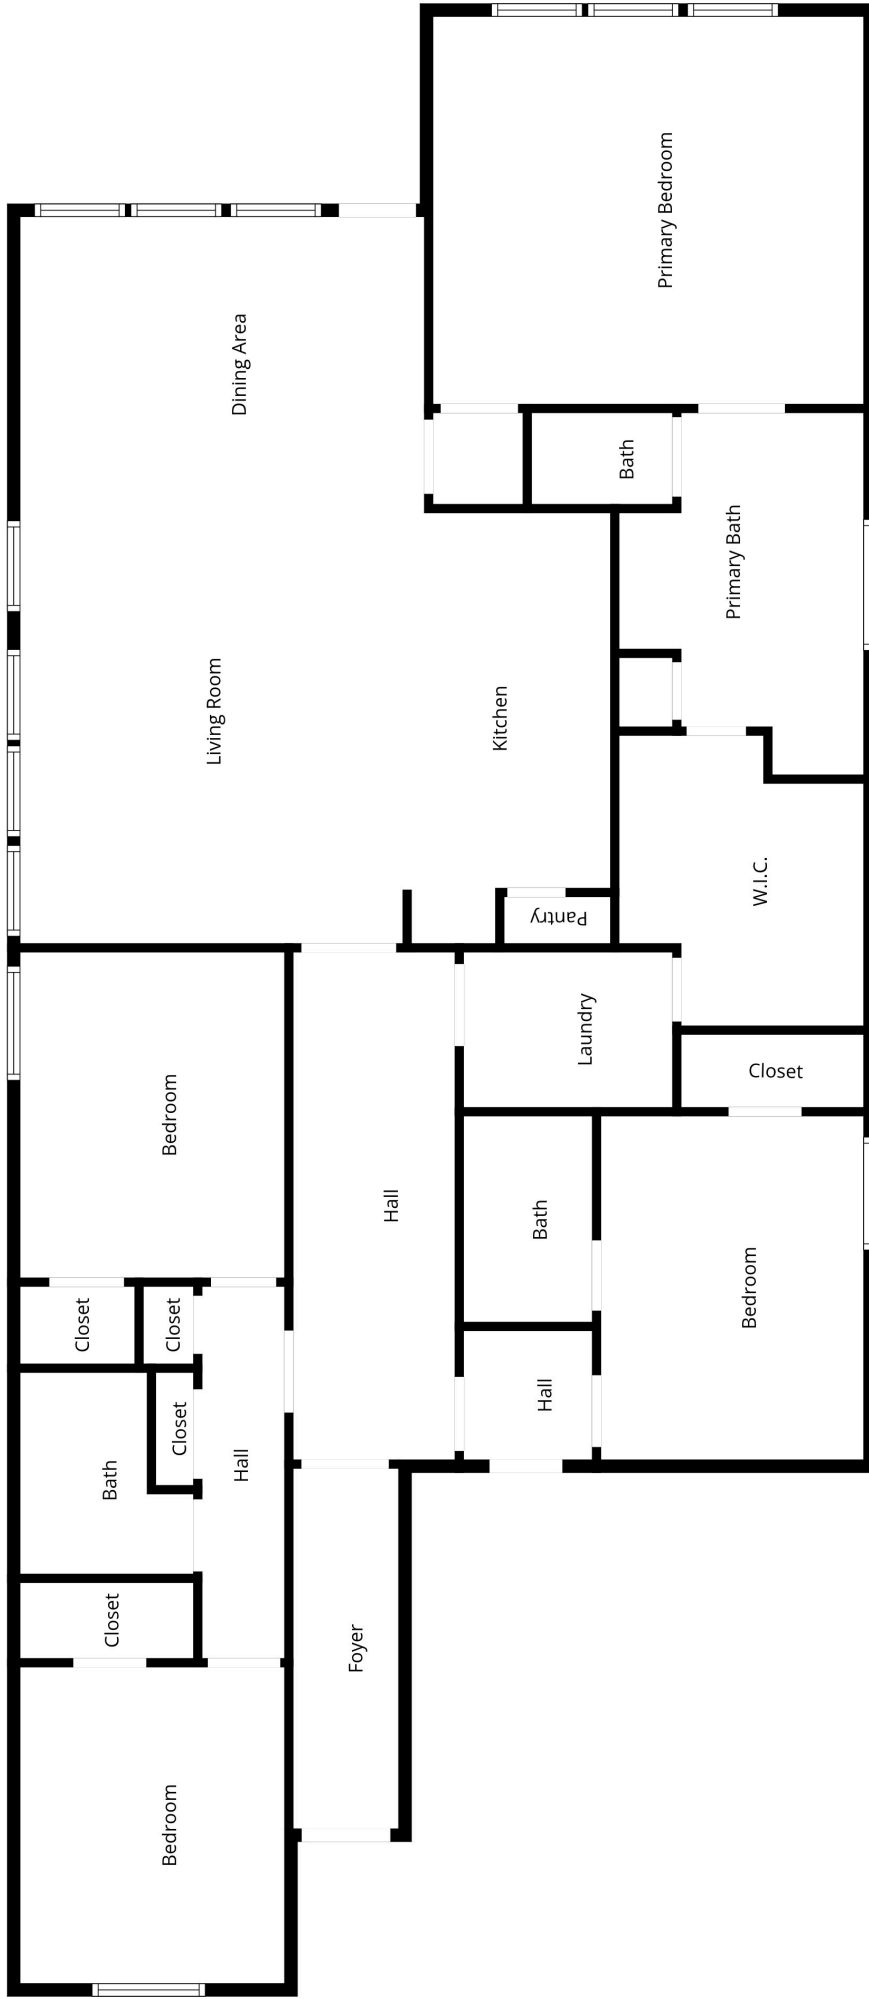 Primary Bedroom
Dining Area
Bath
Primary Bath
Living Room
Kitchen
W.I.C.
Pantry
Laundry
Closet
Bedroom
Hall
Bath
Bedroom
Closet
Closet
Hall
Closet
Bath
Hall
Closet
Foyer
Bedroom